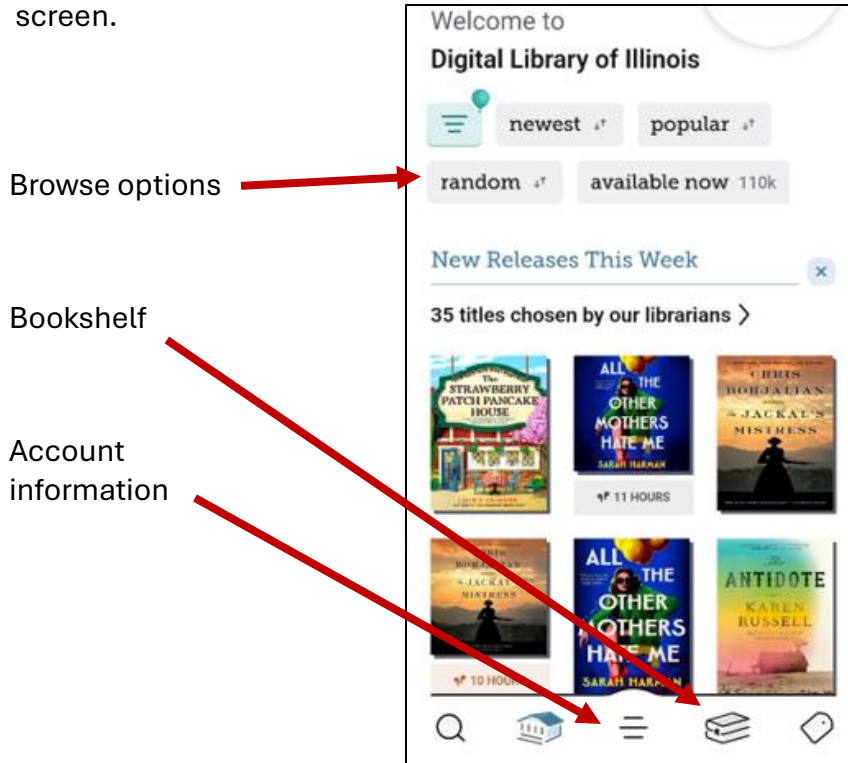 screen.
Welcome to
Digital Library of Illinois
newest
popular
Browse options
random
available now 110k
New Releases This Week
Bookshelf
35 titles chosen by our librarians
The
STRAWBERRY
PATCH PANCAKE
HOUSE
ALL
THE
OTHER
MOTHERS
HATE ME
SARAH HARMAN
11 HOURS
CHRIS
BOHJALIAN
The JACKAL'S
MISTRESS
Account
information
CHRIS
BOHJALIAN
The JACKAL'S
MISTRESS
10 HOURS
ALL
THE
OTHER
MOTHERS
HATE ME
SARAH HARMAN
ANTIDOTE
KAREN
RUSSELL